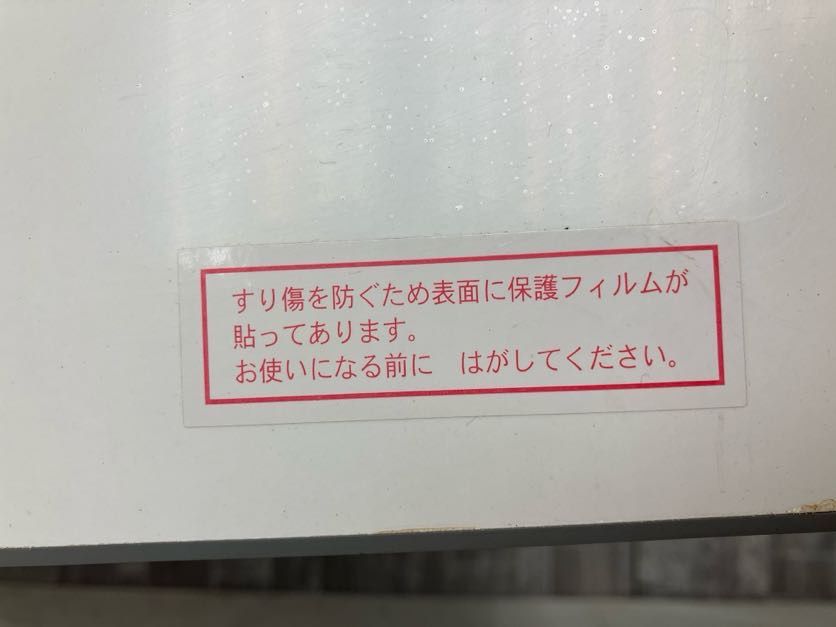 すり傷を防ぐため表面に保護フィルムが
貼ってあります。
お使いになる前に　はがしてください。